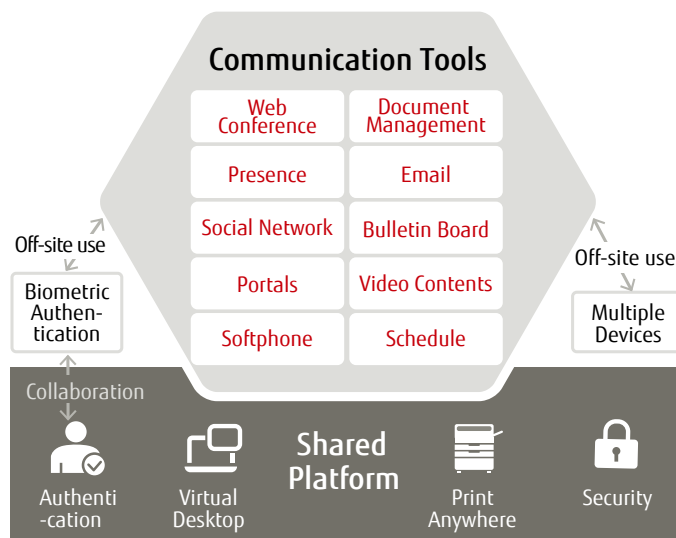 Communication Tools
Web
Conference
Document
Management
Presence
Email
Social Network
Bulletin Board
Portals
Video Contents
Softphone
Schedule
Off-site use
Biometric
Authen-
tication
Off-site use
Multiple
Devices
Collaboration
Shared
Platform
Authenti
-cation
Virtual
Desktop
Print
Anywhere
Security